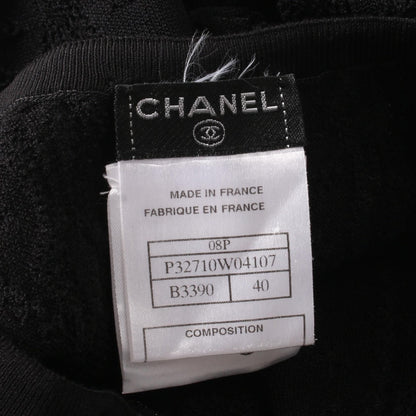 CHANEL
MADE IN FRANCE
FABRIQUE EN FRANCE
08P
P32710W04107
B3390 40
COMPOSITION